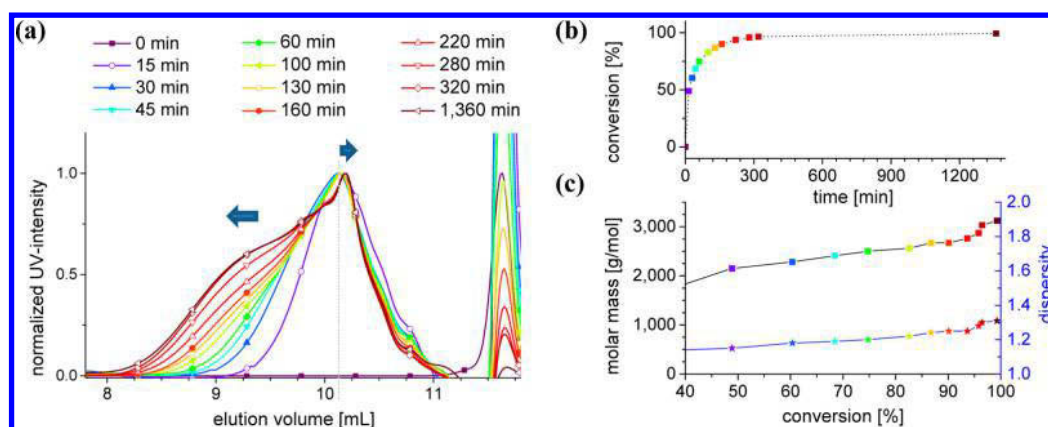 (a)
0 min 60 min 220 min
15 min 100 min 280 min
30 min 130 min 320 min
45 min 160 min 1,360 min
normalized UV-intensity
1.0
0.5
0.0
8 9 10 11
elution volume [mL]
(b)
conversion [%]
100
50
0
0 300 600 900 1200
time [min]
(c)
molar mass [g/mol]
3,000
2,000
1,000
0
40 50 60 70 80 90 100
conversion [%]
2.0
1.8
1.6
1.4
1.2
1.0
dispersity